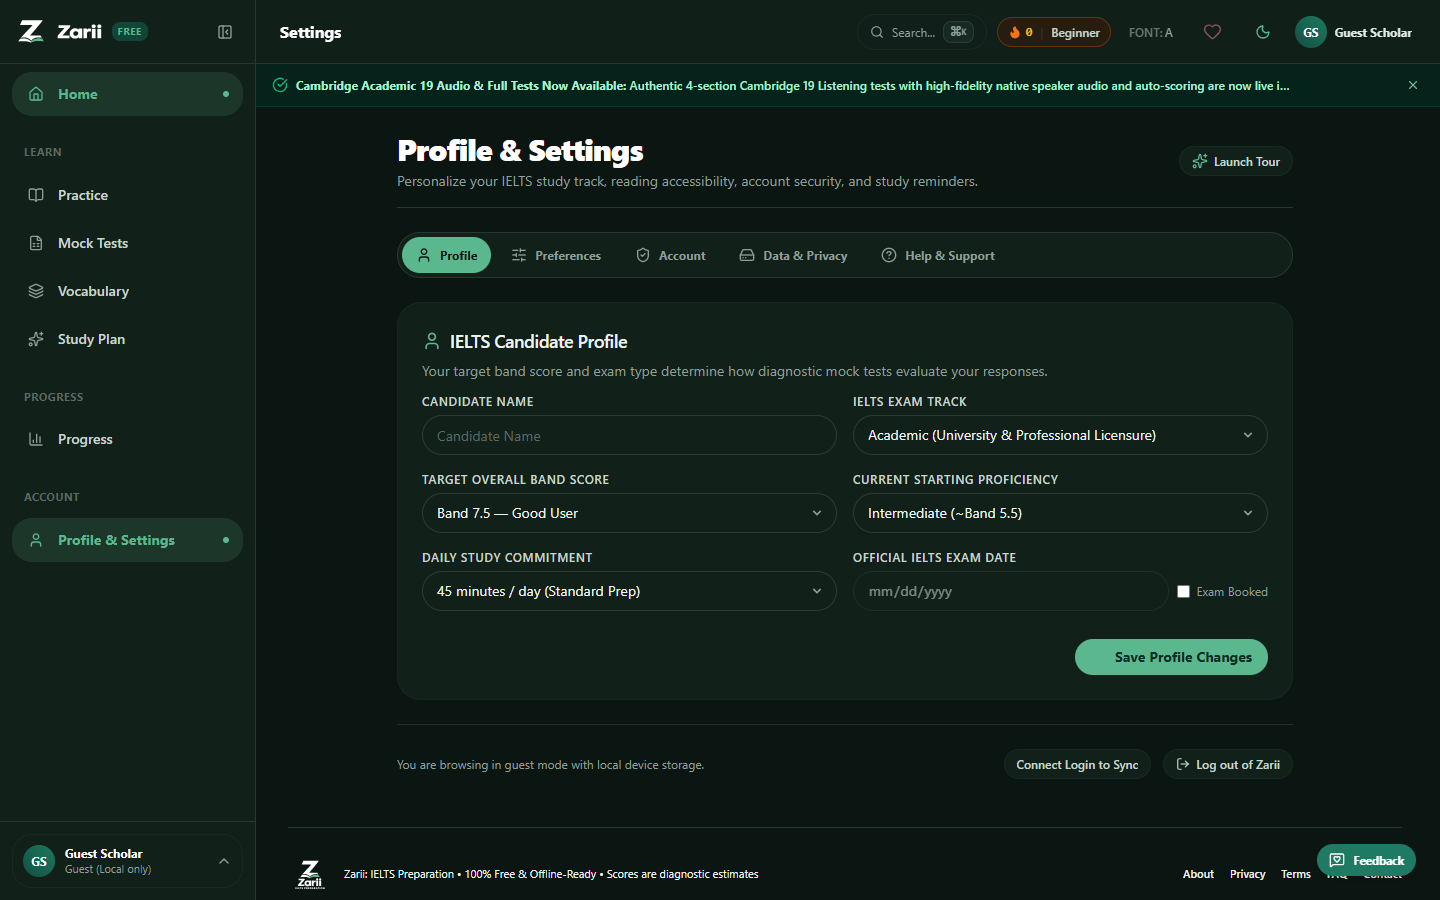 Zarii FREE
Settings
Search... ⌘K
0 | Beginner
FONT: A
GS Guest Scholar
Home
Cambridge Academic 19 Audio & Full Tests Now Available: Authentic 4-section Cambridge 19 Listening tests with high-fidelity native speaker audio and auto-scoring are now live i...
LEARN
Practice
Mock Tests
Vocabulary
Study Plan
PROGRESS
Progress
ACCOUNT
Profile & Settings
Profile & Settings
Personalize your IELTS study track, reading accessibility, account security, and study reminders.
Launch Tour
Profile
Preferences
Account
Data & Privacy
Help & Support
IELTS Candidate Profile
Your target band score and exam type determine how diagnostic mock tests evaluate your responses.
CANDIDATE NAME
Candidate Name
IELTS EXAM TRACK
Academic (University & Professional Licensure)
TARGET OVERALL BAND SCORE
Band 7.5 — Good User
CURRENT STARTING PROFICIENCY
Intermediate (~Band 5.5)
DAILY STUDY COMMITMENT
45 minutes / day (Standard Prep)
OFFICIAL IELTS EXAM DATE
mm/dd/yyyy
Exam Booked
Save Profile Changes
You are browsing in guest mode with local device storage.
Connect Login to Sync
Log out of Zarii
GS Guest Scholar
Guest (Local only)
Zarii
Zarii: IELTS Preparation • 100% Free & Offline-Ready • Scores are diagnostic estimates
About
Privacy
Terms
Feedback